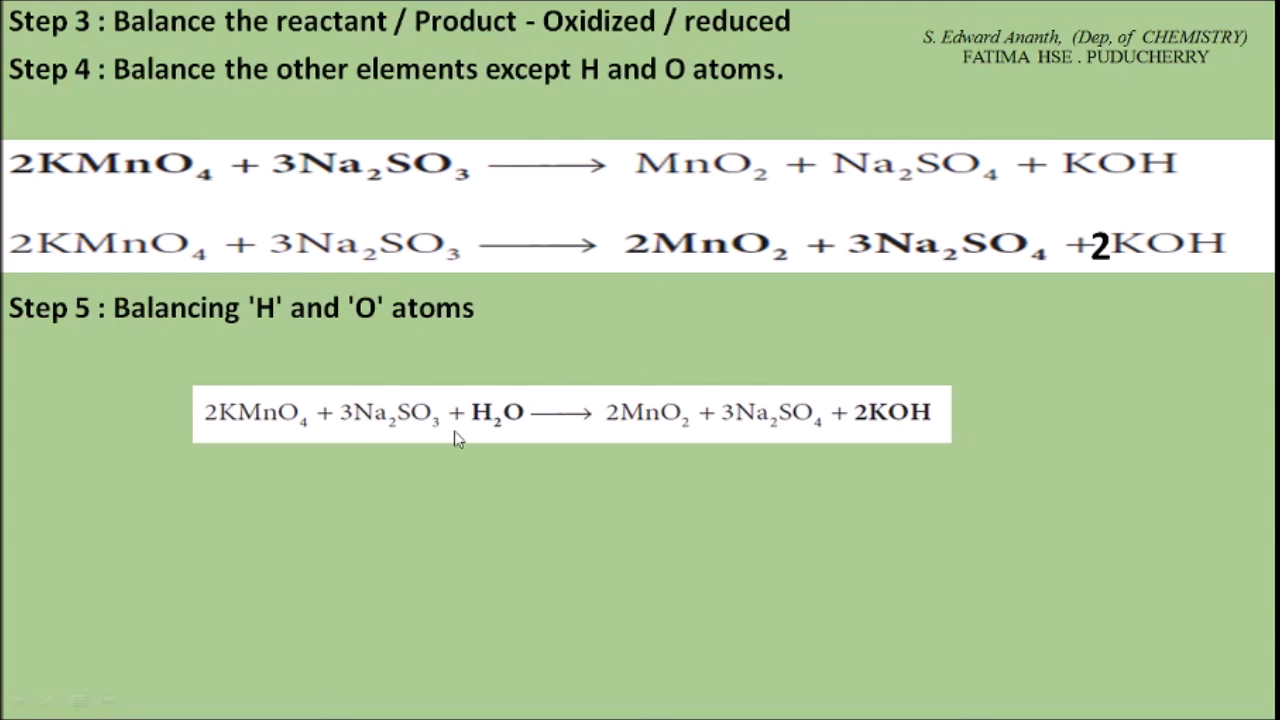 Step 3 : Balance the reactant / Product - Oxidized / reduced
S. Edward Ananth, (Dep, of CHEMISTRY)
FATIMA HSE . PUDUCHERRY
Step 4 : Balance the other elements except H and O atoms.
2KMnO₄ + 3Na₂SO₃ ⟶ MnO₂ + Na₂SO₄ + KOH
2KMnO₄ + 3Na₂SO₃ ⟶ 2MnO₂ + 3Na₂SO₄ +2KOH
Step 5 : Balancing 'H' and 'O' atoms
2KMnO₄ + 3Na₂SO₃ + H₂O ⟶ 2MnO₂ + 3Na₂SO₄ + 2KOH